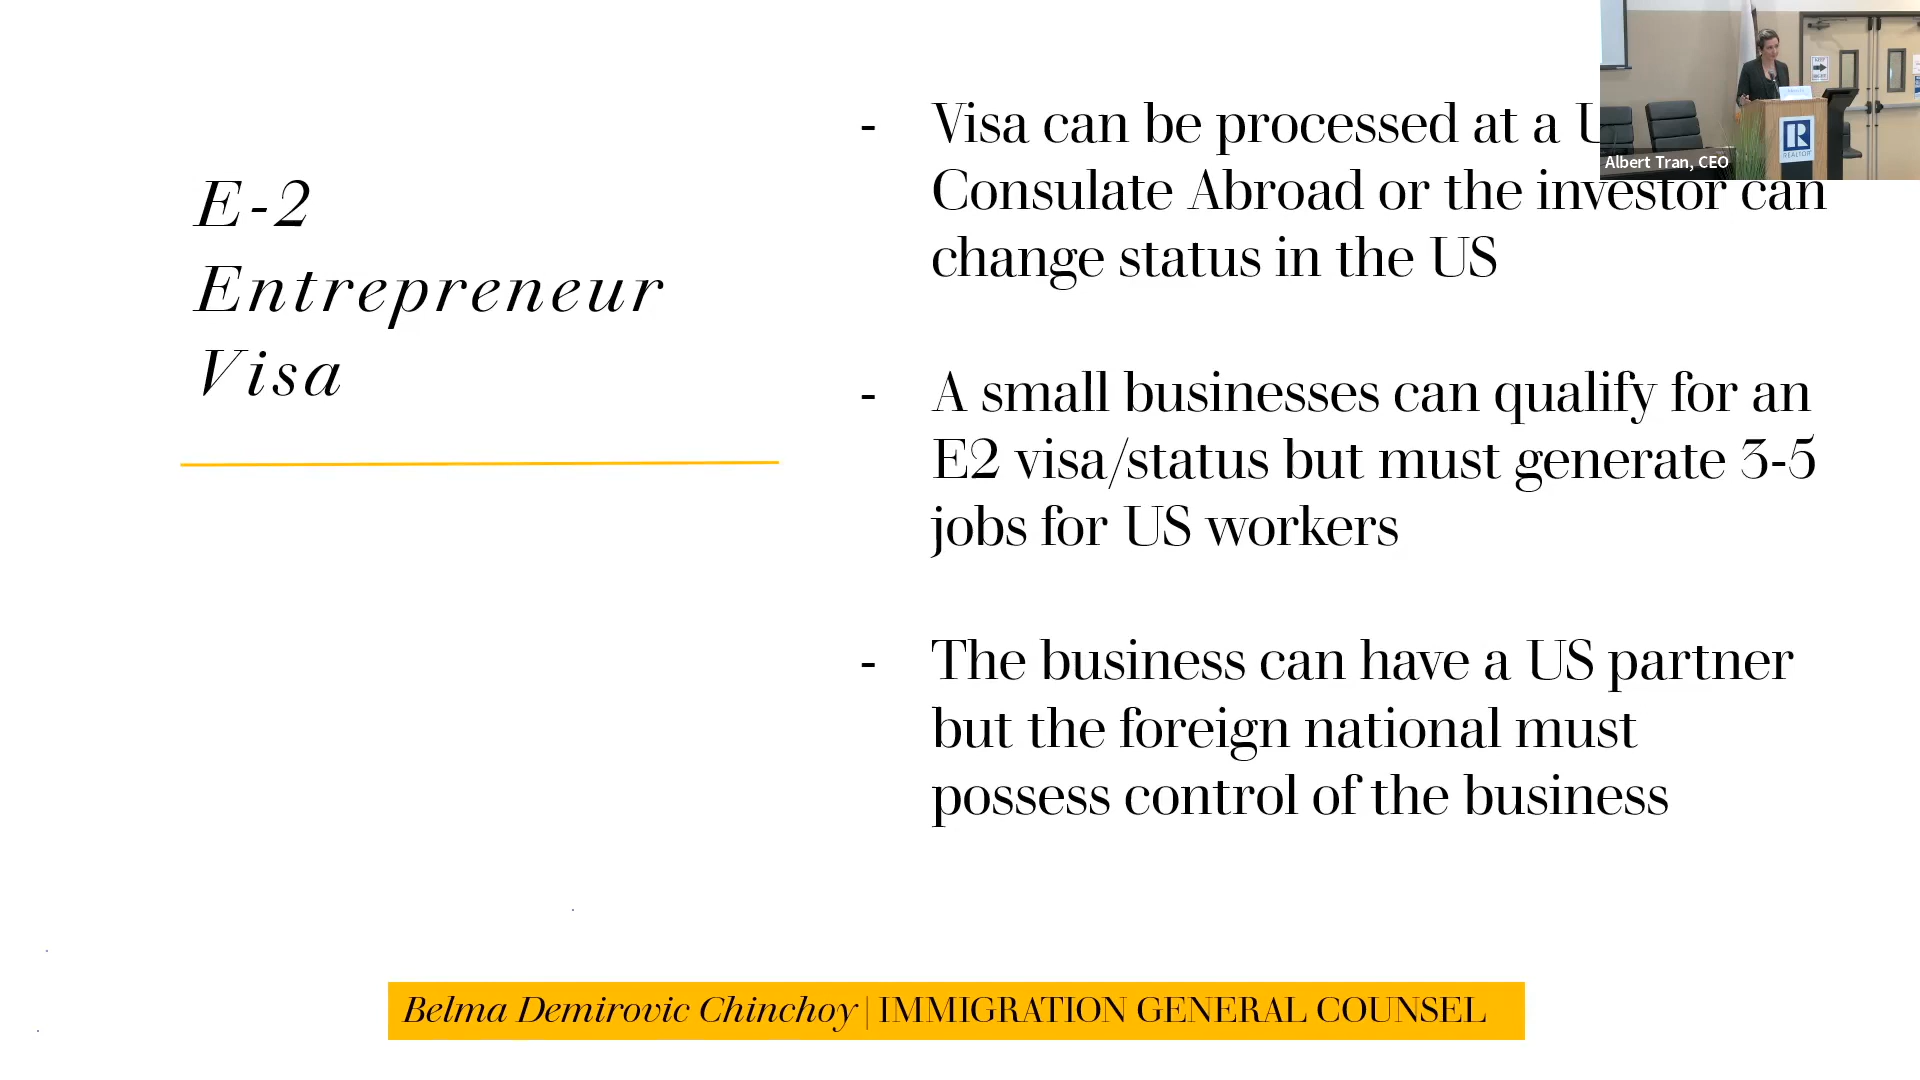 E-2
Entrepreneur
Visa
- Visa can be processed at a
Consulate Abroad or the investor can
change status in the US
- A small businesses can qualify for an
E2 visa/status but must generate 3-5
jobs for US workers
- The business can have a US partner
but the foreign national must
possess control of the business
Albert Tran, CEO
R
REALTOR
Belma Demirovic Chinchoy | IMMIGRATION GENERAL COUNSEL